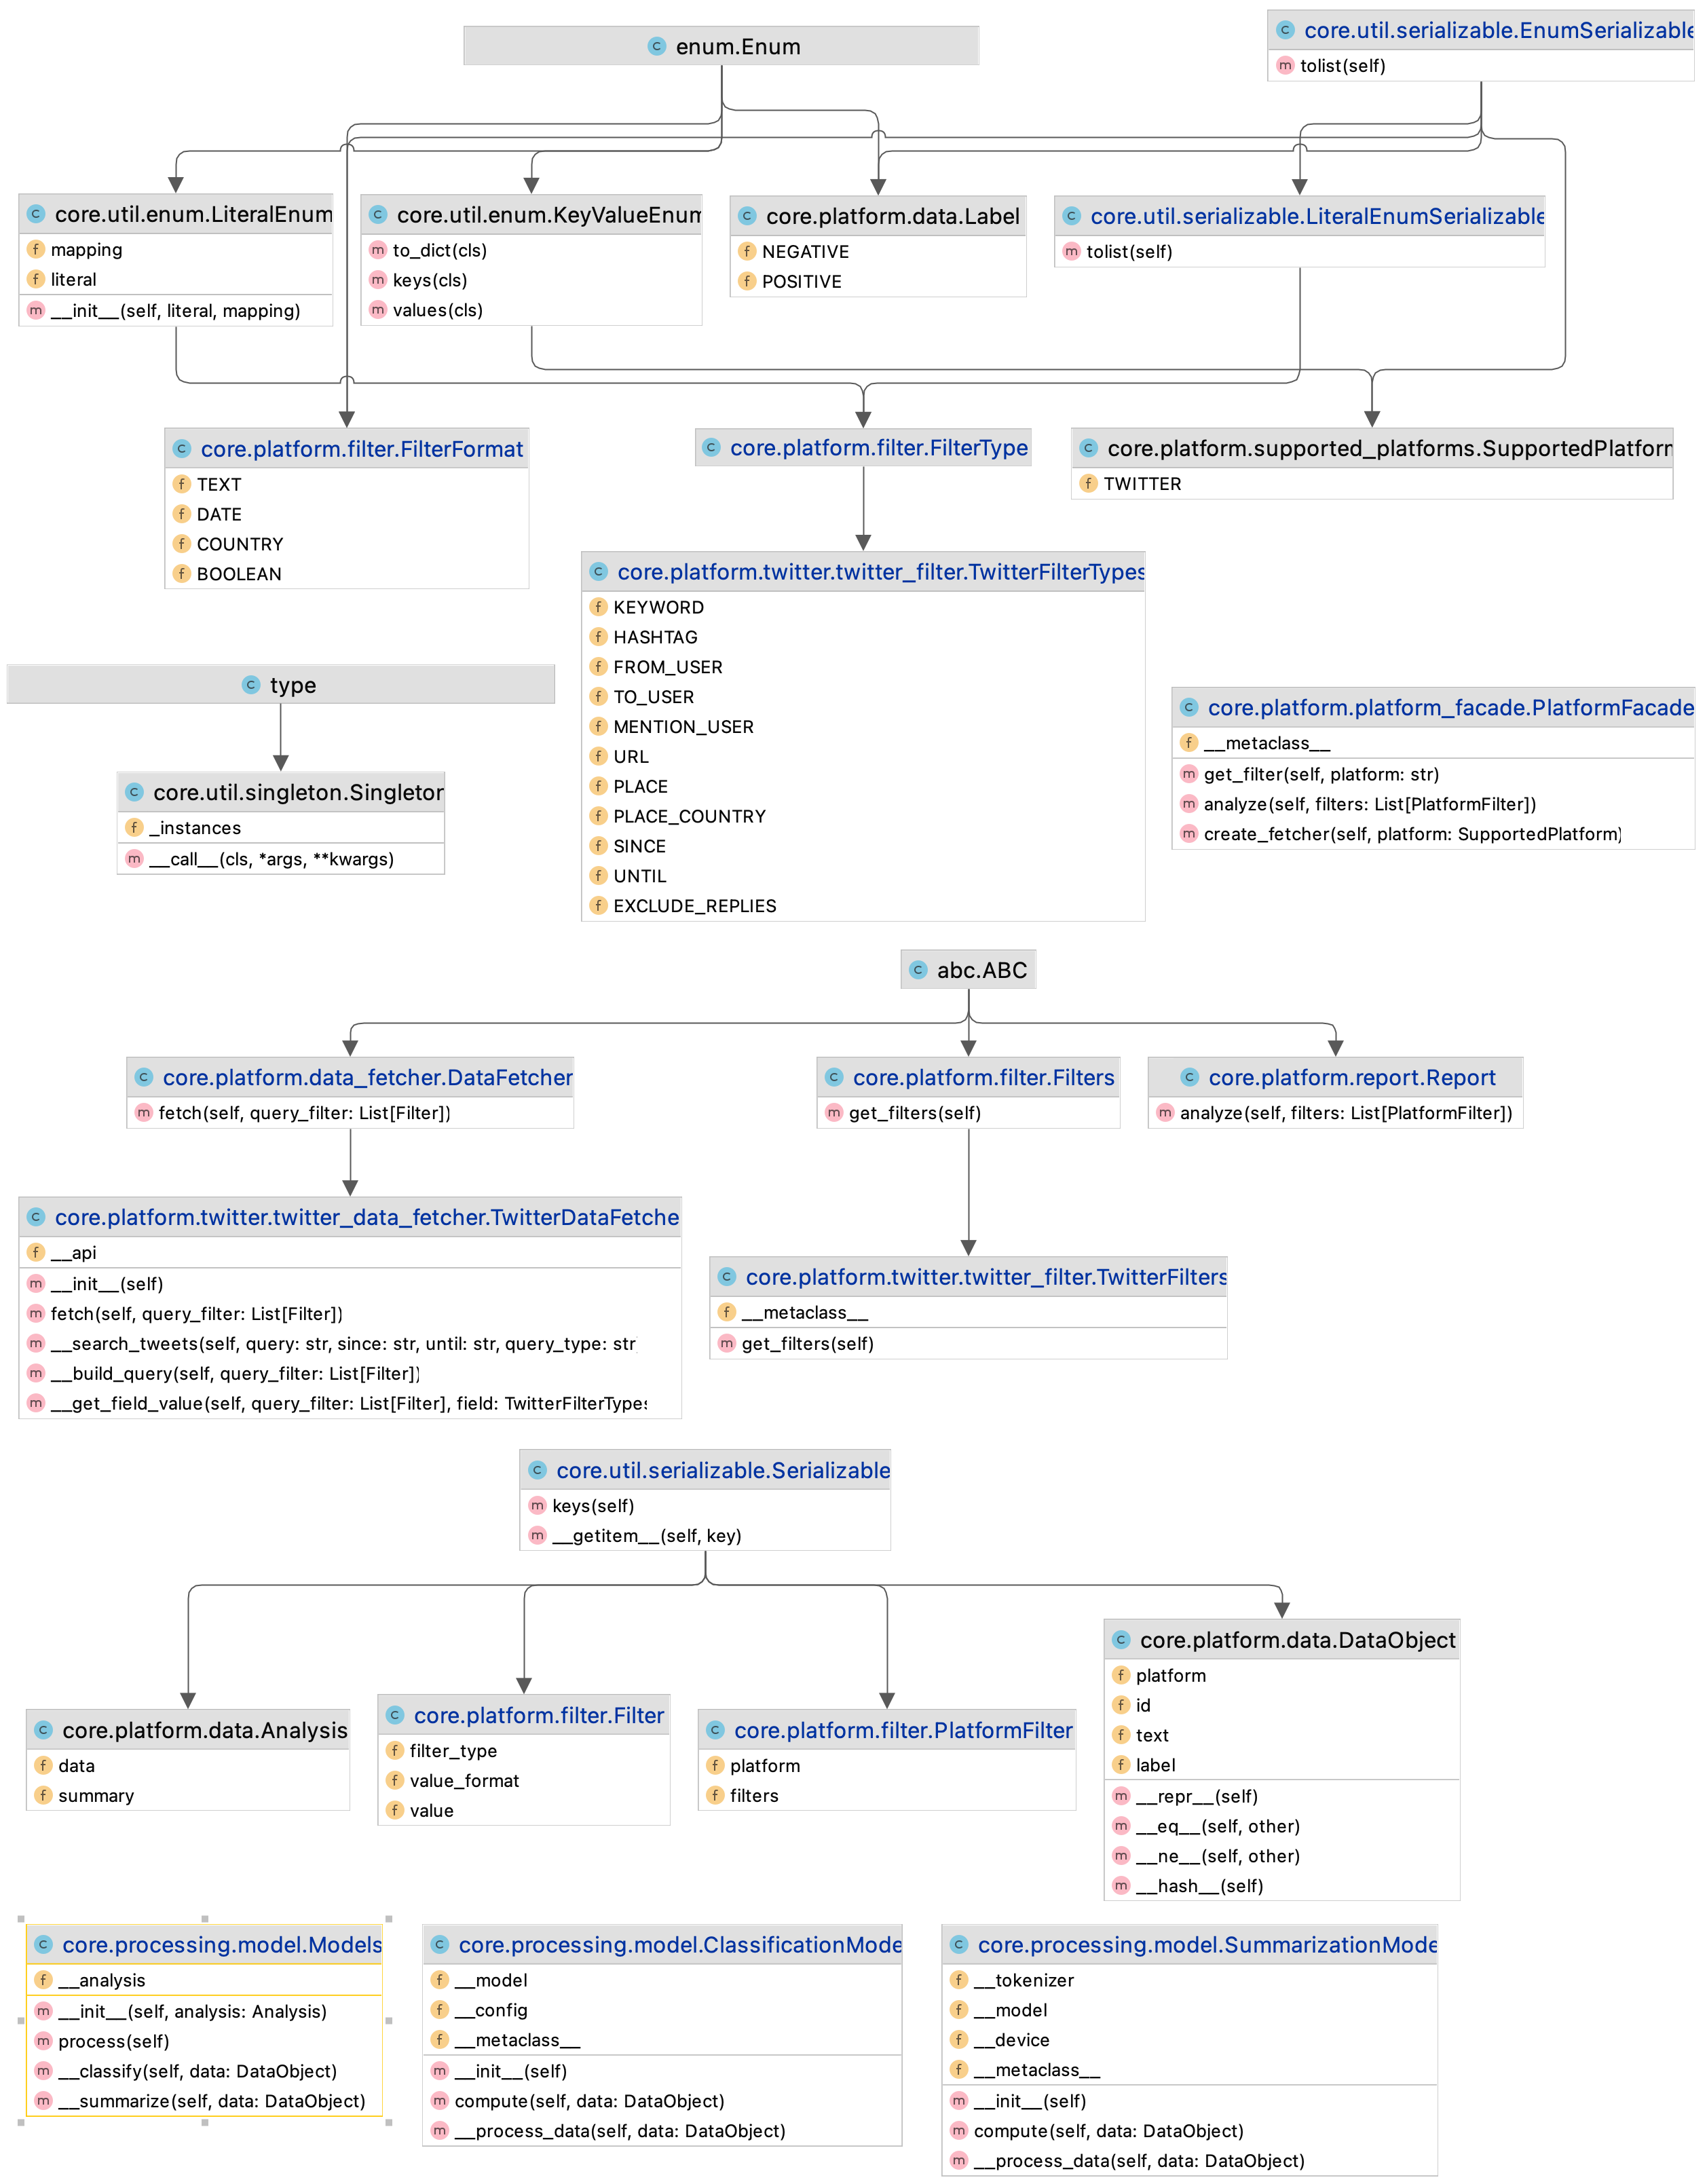 enum.Enum
core.util.serializable.EnumSerializable
tolist(self)
core.util.enum.LiteralEnum
mapping
literal
__init__(self, literal, mapping)
core.util.enum.KeyValueEnum
to_dict(cls)
keys(cls)
values(cls)
core.platform.data.Label
NEGATIVE
POSITIVE
core.util.serializable.LiteralEnumSerializable
tolist(self)
core.platform.filter.FilterFormat
TEXT
DATE
COUNTRY
BOOLEAN
core.platform.filter.FilterType
core.platform.supported_platforms.SupportedPlatform
TWITTER
core.platform.twitter.twitter_filter.TwitterFilterTypes
KEYWORD
HASHTAG
FROM_USER
TO_USER
MENTION_USER
URL
PLACE
PLACE_COUNTRY
SINCE
UNTIL
EXCLUDE_REPLIES
type
core.util.singleton.Singleton
_instances
__call__(cls, *args, **kwargs)
core.platform.platform_facade.PlatformFacade
__metaclass__
get_filter(self, platform: str)
analyze(self, filters: List[PlatformFilter])
create_fetcher(self, platform: SupportedPlatform)
abc.ABC
core.platform.data_fetcher.DataFetcher
fetch(self, query_filter: List[Filter])
core.platform.filter.Filters
get_filters(self)
core.platform.report.Report
analyze(self, filters: List[PlatformFilter])
core.platform.twitter.twitter_data_fetcher.TwitterDataFetche
__api
__init__(self)
fetch(self, query_filter: List[Filter])
__search_tweets(self, query: str, since: str, until: str, query_type: str
__build_query(self, query_filter: List[Filter])
__get_field_value(self, query_filter: List[Filter], field: TwitterFilterTypes
core.platform.twitter.twitter_filter.TwitterFilters
__metaclass__
get_filters(self)
core.util.serializable.Serializable
keys(self)
__getitem__(self, key)
core.platform.data.Analysis
data
summary
core.platform.filter.Filter
filter_type
value_format
value
core.platform.filter.PlatformFilter
platform
filters
core.platform.data.DataObject
platform
id
text
label
__repr__(self)
__eq__(self, other)
__ne__(self, other)
__hash__(self)
core.processing.model.Models
__analysis
__init__(self, analysis: Analysis)
process(self)
__classify(self, data: DataObject)
__summarize(self, data: DataObject)
core.processing.model.ClassificationMode
__model
__config
__metaclass__
__init__(self)
compute(self, data: DataObject)
__process_data(self, data: DataObject)
core.processing.model.SummarizationMode
__tokenizer
__model
__device
__metaclass__
__init__(self)
compute(self, data: DataObject)
__process_data(self, data: DataObject)